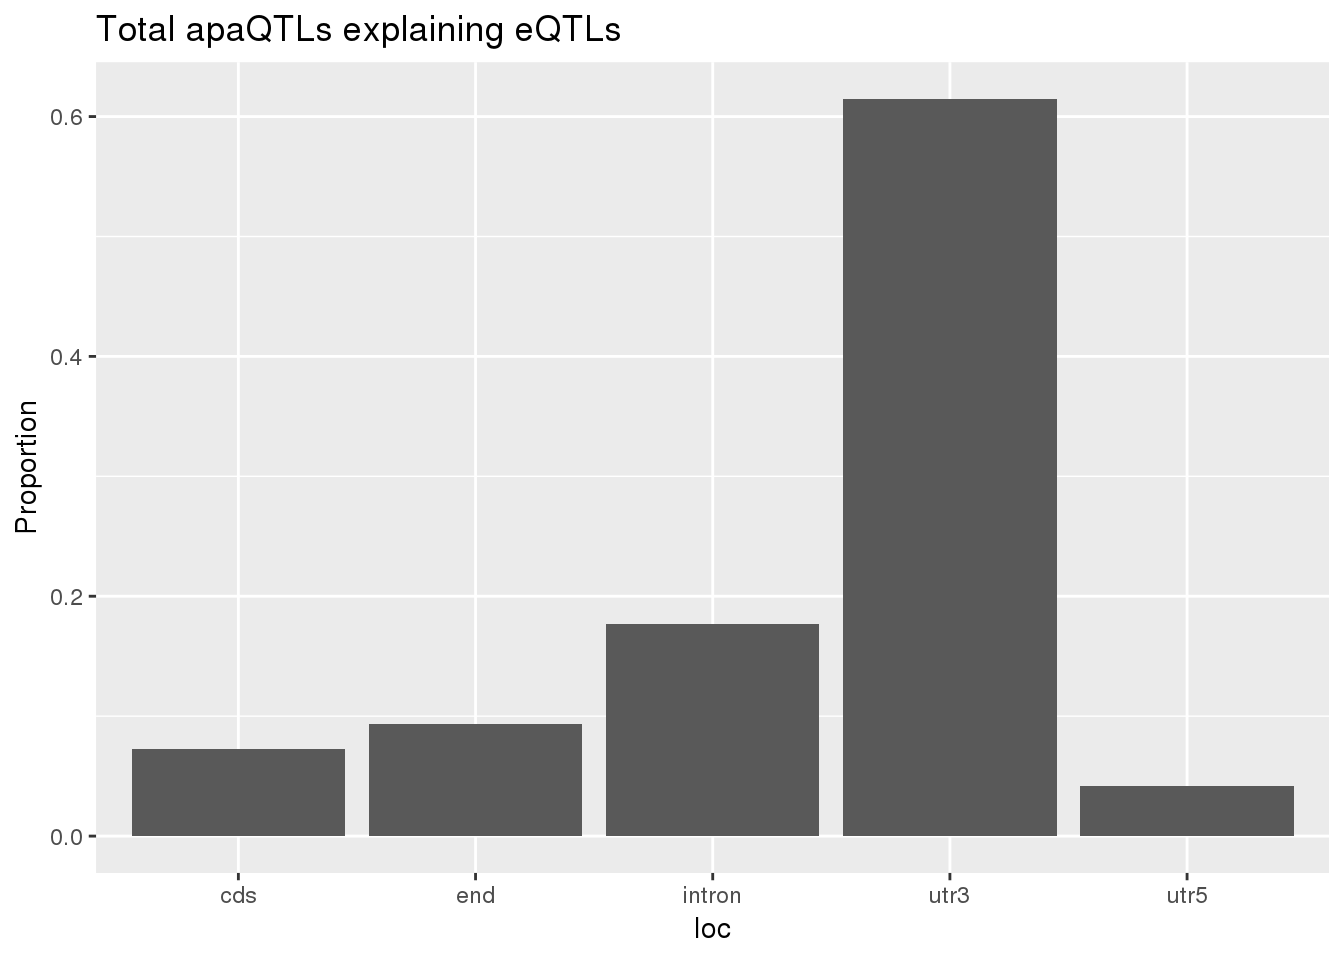 Total apaQTLs explaining eQTLs
Proportion
0.6
0.4
0.2
0.0
cds end intron utr3 utr5
loc